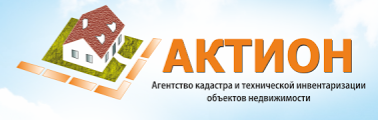 АКТИОН
Агентство кадастра и технической инвентаризации
объектов недвижимости